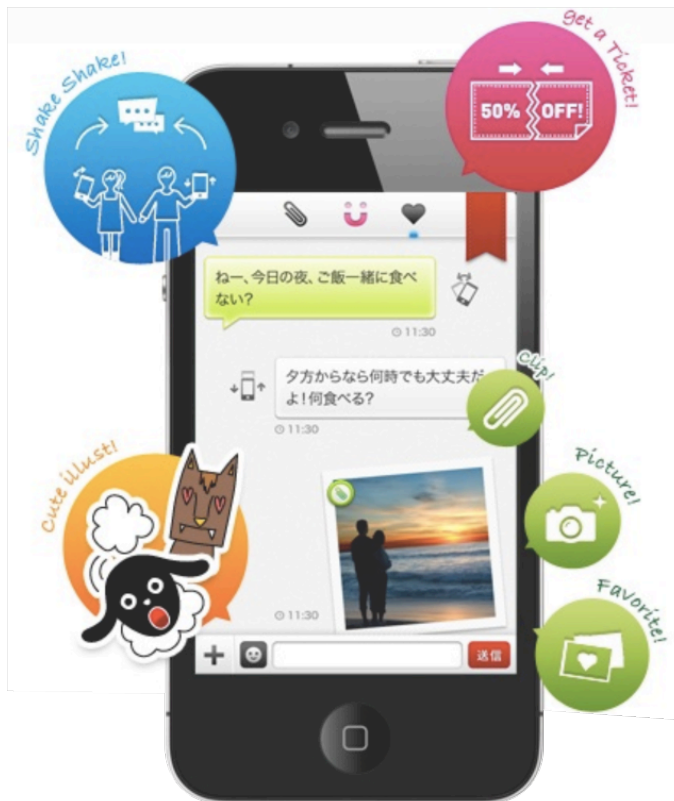 Shake Shake!
get a Ticket!
50% OFF!
ねー、今日の夜、ご飯一緒に食べ
ない?
11:30
夕方からなら何時でも大丈夫だ
よ!何食べる?
11:30
Clip!
Cute illust!
Picture!
11:30
Favorite!
送信